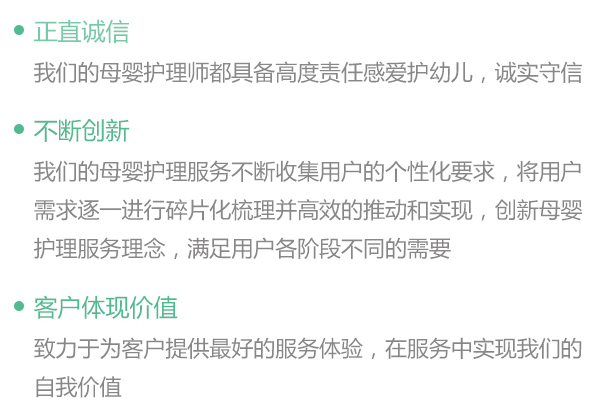 正直诚信
我们的母婴护理师都具备高度责任感爱护幼儿，诚实守信
不断创新
我们的母婴护理服务不断收集用户的个性化要求，将用户
需求逐一进行碎片化梳理并高效的推动和实现，创新母婴
护理服务理念，满足用户各阶段不同的需要
客户体现价值
致力于为客户提供最好的服务体验，在服务中实现我们的
自我价值